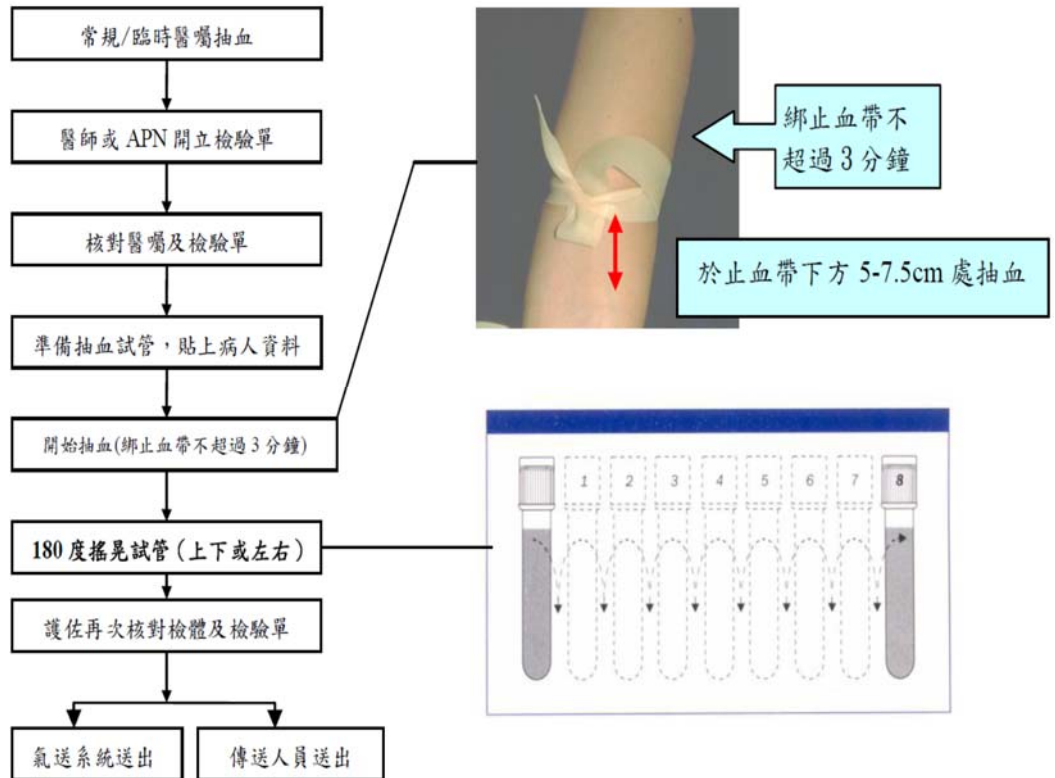 常規/臨時醫囑抽血
醫師或 APN 開立檢驗單
核對醫囑及檢驗單
準備抽血試管，貼上病人資料
開始抽血(綁止血帶不超過 3 分鐘)
180 度搖晃試管（上下或左右）
護佐再次核對檢體及檢驗單
氣送系統送出
傳送人員送出
綁止血帶不
超過 3 分鐘
於止血帶下方 5-7.5cm 處抽血
1 2 3 4 5 6 7 8